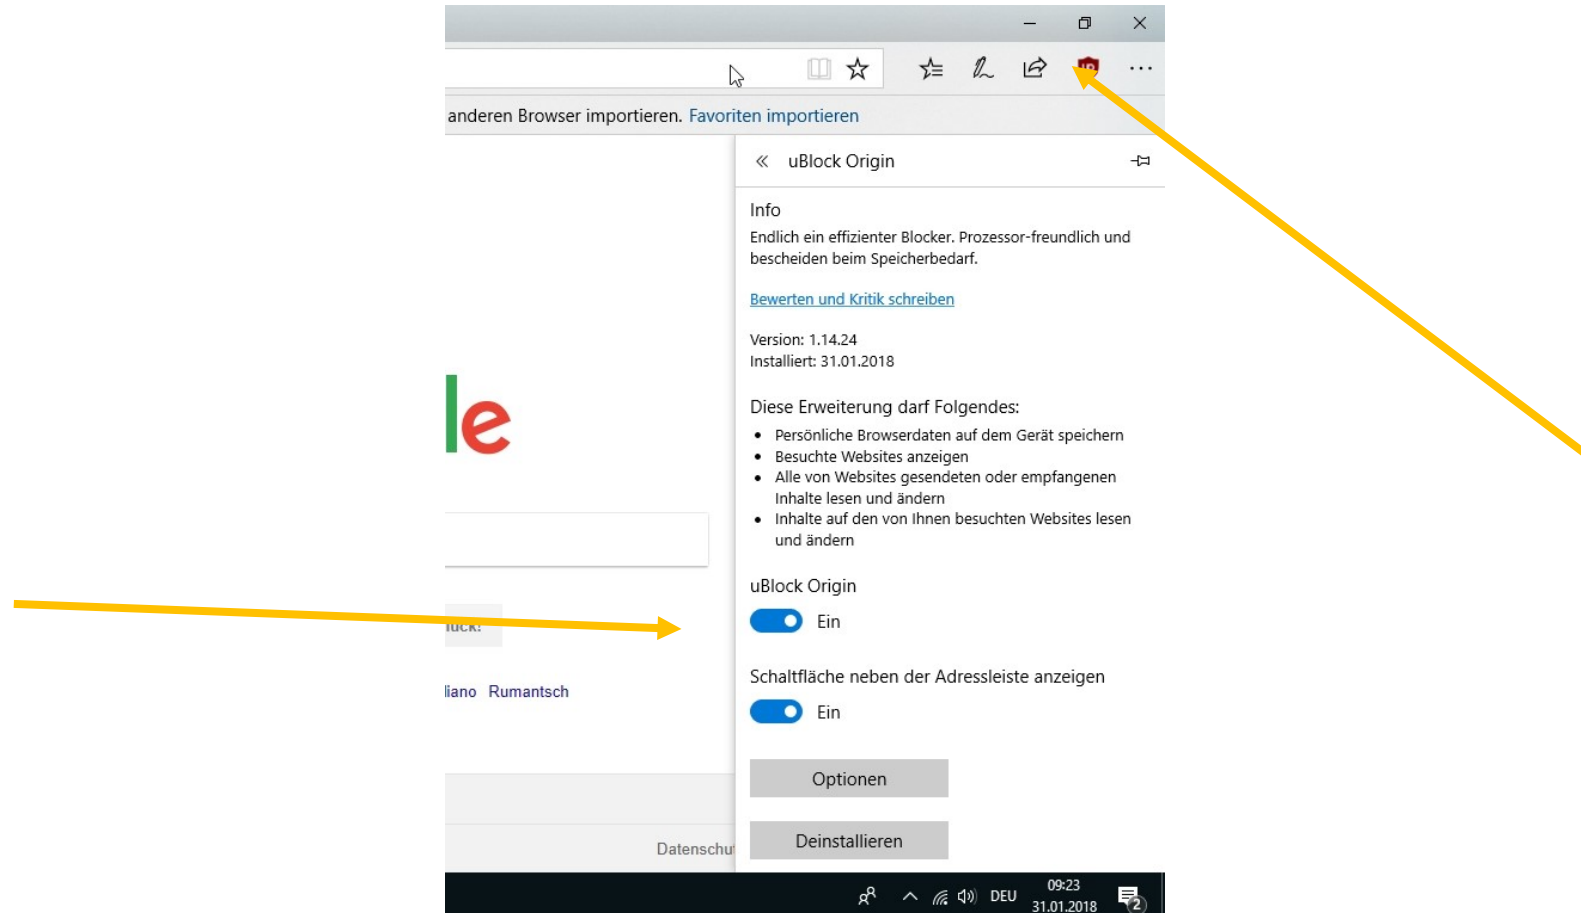 anderen Browser importieren. Favoriten importieren
uBlock Origin
Info
Endlich ein effizienter Blocker. Prozessor-freundlich und
bescheiden beim Speicherbedarf.
Bewerten und Kritik schreiben
Version: 1.14.24
Installiert: 31.01.2018
le
Diese Erweiterung darf Folgendes:
• Persönliche Browserdaten auf dem Gerät speichern
• Besuchte Websites anzeigen
• Alle von Websites gesendeten oder empfangenen
Inhalte lesen und ändern
• Inhalte auf den von Ihnen besuchten Websites lesen
und ändern
uBlock Origin
Ein
liano Rumantsch
Schaltfläche neben der Adressleiste anzeigen
Ein
Optionen
Datenschu
Deinstallieren
DEU
09:23
31.01.2018
2